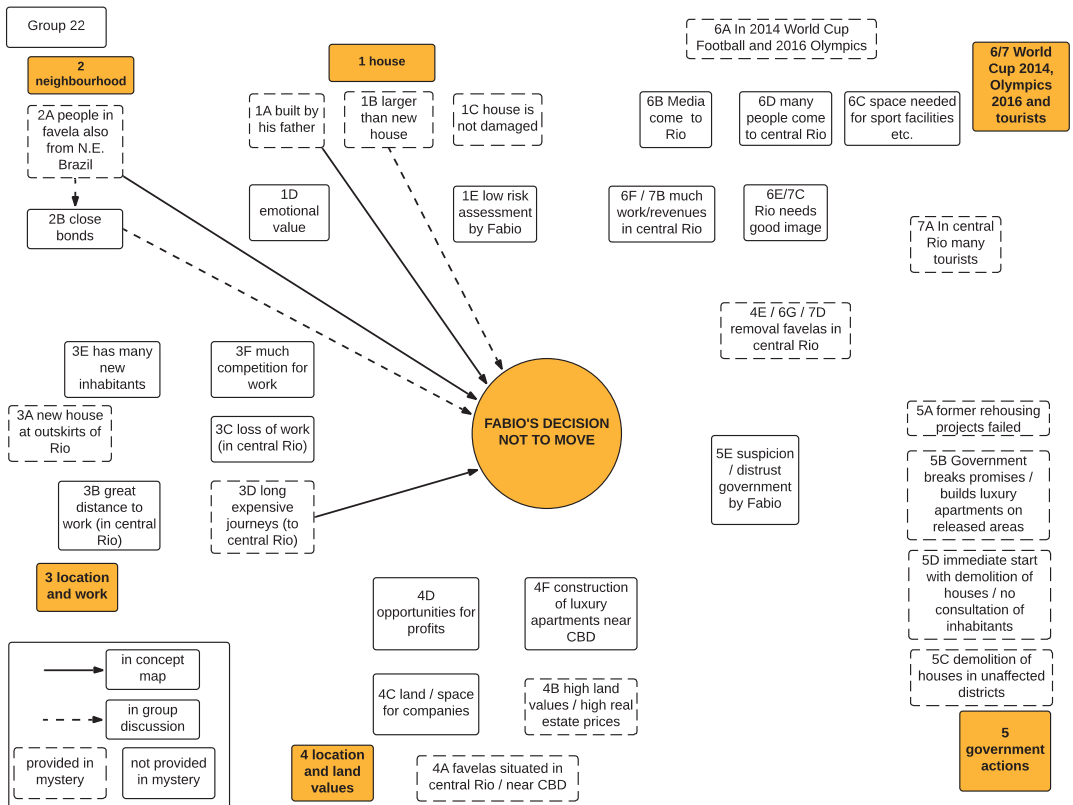 Group 22
2
neighbourhood
2A people in
favela also
from N.E.
Brazil
2B close
bonds
1 house
1A built by
his father
1B larger
than new
house
1C house is
not damaged
1D
emotional
value
1E low risk
assessment
by Fabio
6A In 2014 World Cup
Football and 2016 Olympics
6/7 World
Cup 2014,
Olympics
2016 and
tourists
6B Media
come  to
Rio
6D many
people come
to central Rio
6C space needed
for sport facilities
etc.
6F / 7B much
work/revenues
in central Rio
6E/7C
Rio needs
good image
7A In central
Rio many
tourists
4E / 6G / 7D
removal favelas in
central Rio
3E has many
new
inhabitants
3F much
competition for
work
3A new house
at outskirts of
Rio
3C loss of work
(in central Rio)
3B great
distance to
work (in central
Rio)
3D long
expensive
journeys (to
central Rio)
3 location
and work
FABIO'S DECISION
NOT TO MOVE
5A former rehousing
projects failed
5E suspicion
/ distrust
government
by Fabio
5B Government
breaks promises /
builds luxury
apartments on
released areas
5D immediate start
with demolition of
houses / no
consultation of
inhabitants
5C demolition of
houses in unaffected
districts
5
government
actions
4D
opportunities for
profits
4F construction
of luxury
apartments near
CBD
4C land / space
for companies
4B high land
values / high real
estate prices
4 location
and land
values
4A favelas situated in
central Rio / near CBD
in concept
map
in group
discussion
provided in
mystery
not provided
in mystery